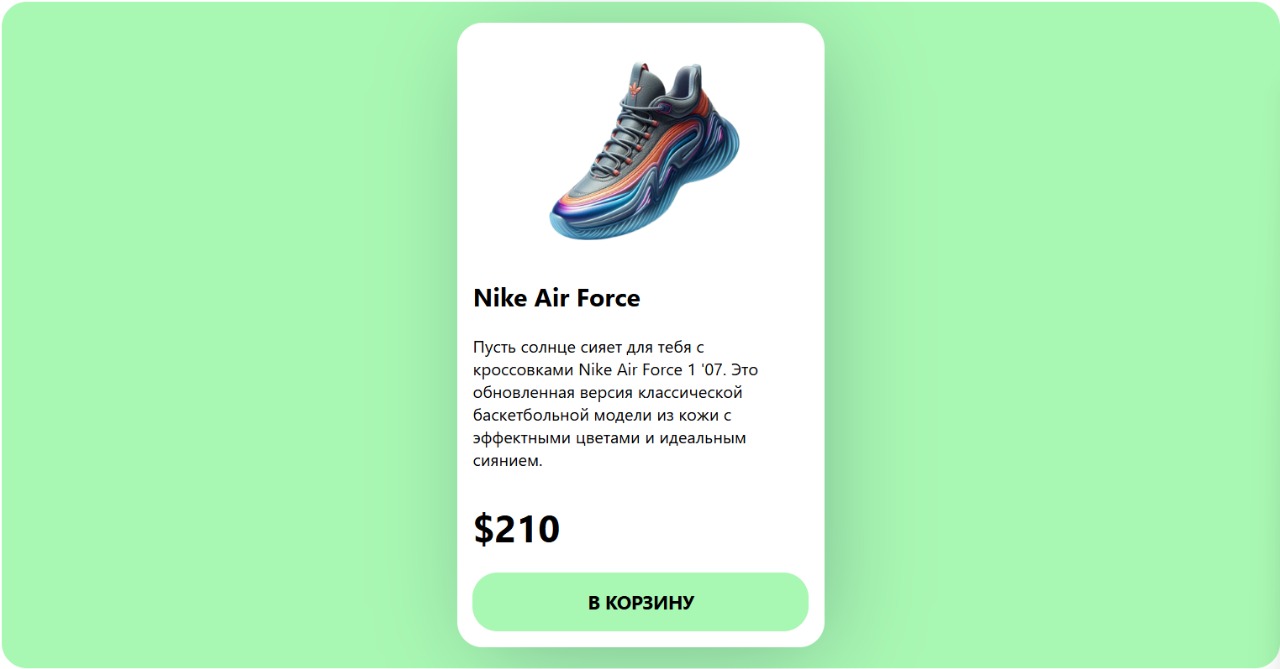 Nike Air Force
Пусть солнце сияет для тебя с
кроссовками Nike Air Force 1 '07. Это
обновленная версия классической
баскетбольной модели из кожи с
эффектными цветами и идеальным
сиянием.
$210
В КОРЗИНУ